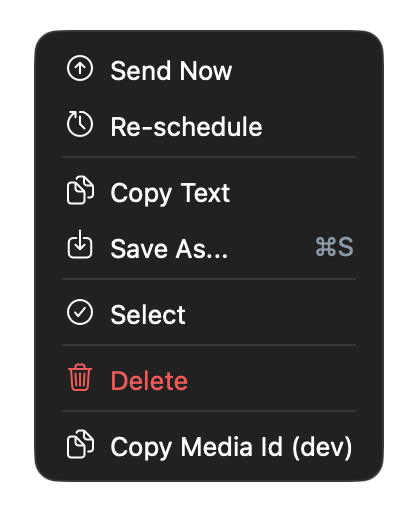 Send Now
Re-schedule
Copy Text
Save As... ⌘S
Select
Delete
Copy Media Id (dev)